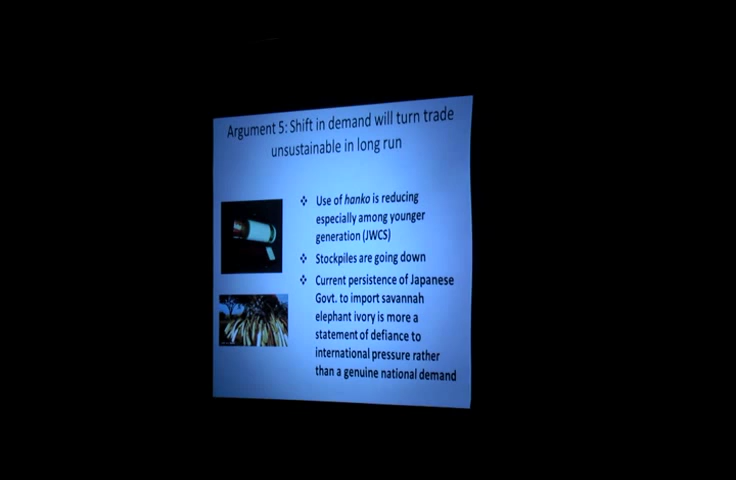 Argument 5: Shift in demand will turn trade
unsustainable in long run
Use of hanko is reducing
especially among younger
generation (JWCS)
Stockpiles are going down
Current persistence of Japanese
Govt. to import savannah
elephant ivory is more a
statement of defiance to
international pressure rather
than a genuine national demand